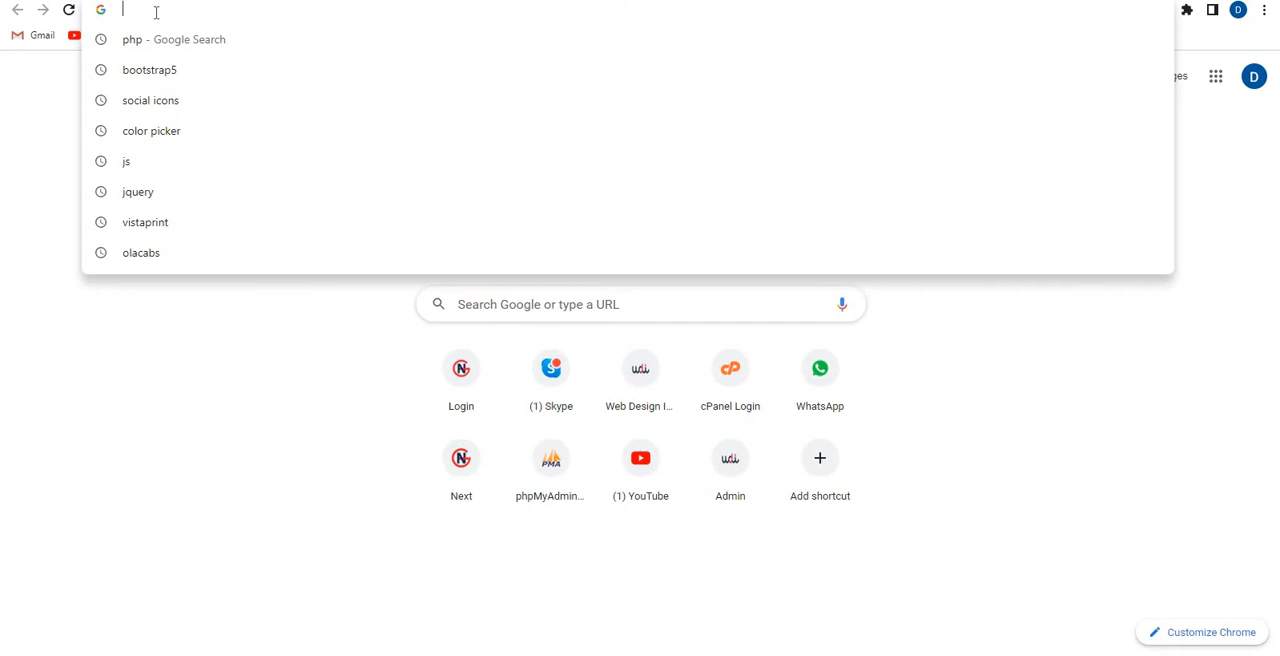 D
Gmail
php - Google Search
bootstrap5
social icons
color picker
js
jquery
vistaprint
olacabs
ges
D
Search Google or type a URL
Login
(1) Skype
Web Design I...
cPanel Login
WhatsApp
Next
phpMyAdmin...
(1) YouTube
Admin
Add shortcut
Customize Chrome